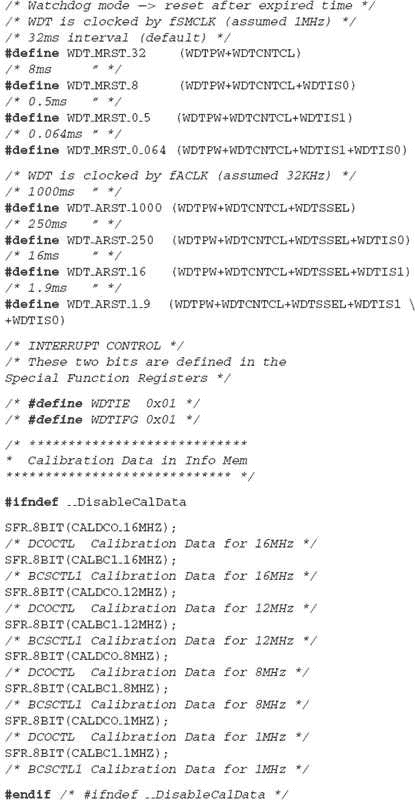 /* Watchdog mode —> reset after expired time */
/* WDT is clocked by fSMCLK (assumed 1MHz) */
/* 32ms interval (default) */
#define WDT_MRST_32 (WDTPW+WDTCNTCL)
/* 8ms " */
#define WDT_MRST_8 (WDTPW+WDTCNTCL+WDTIS0)
/* 0.5ms " */
#define WDT_MRST_0_5 (WDTPW+WDTCNTCL+WDTIS1)
/* 0.064ms " */
#define WDT_MRST_0_064 (WDTPW+WDTCNTCL+WDTIS1+WDTIS0)
/* WDT is clocked by fACLK (assumed 32KHz) */
/* 1000ms " */
#define WDT_ARST_1000 (WDTPW+WDTCNTCL+WDTSSEL)
/* 250ms " */
#define WDT_ARST_250 (WDTPW+WDTCNTCL+WDTSSEL+WDTIS0)
/* 16ms " */
#define WDT_ARST_16 (WDTPW+WDTCNTCL+WDTSSEL+WDTIS1)
/* 1.9ms " */
#define WDT_ARST_1_9 (WDTPW+WDTCNTCL+WDTSSEL+WDTIS1 \
+WDTIS0)
/* INTERRUPT CONTROL */
/* These two bits are defined in the
Special Function Registers */
/* #define WDTIE 0x01 */
/* #define WDTIFG 0x01 */
/* ****************************
* Calibration Data in Info Mem
***************************** */
#ifndef __DisableCalData
SFR_8BIT(CALDCO_16MHZ);
/* DCOCTL Calibration Data for 16MHz */
SFR_8BIT(CALBC1_16MHZ);
/* BCSCTL1 Calibration Data for 16MHz */
SFR_8BIT(CALDCO_12MHZ);
/* DCOCTL Calibration Data for 12MHz */
SFR_8BIT(CALBC1_12MHZ);
/* BCSCTL1 Calibration Data for 12MHz */
SFR_8BIT(CALDCO_8MHZ);
/* DCOCTL Calibration Data for 8MHz */
SFR_8BIT(CALBC1_8MHZ);
/* BCSCTL1 Calibration Data for 8MHz */
SFR_8BIT(CALDCO_1MHZ);
/* DCOCTL Calibration Data for 1MHz */
SFR_8BIT(CALBC1_1MHZ);
/* BCSCTL1 Calibration Data for 1MHz */
#endif /* #ifndef __DisableCalData */